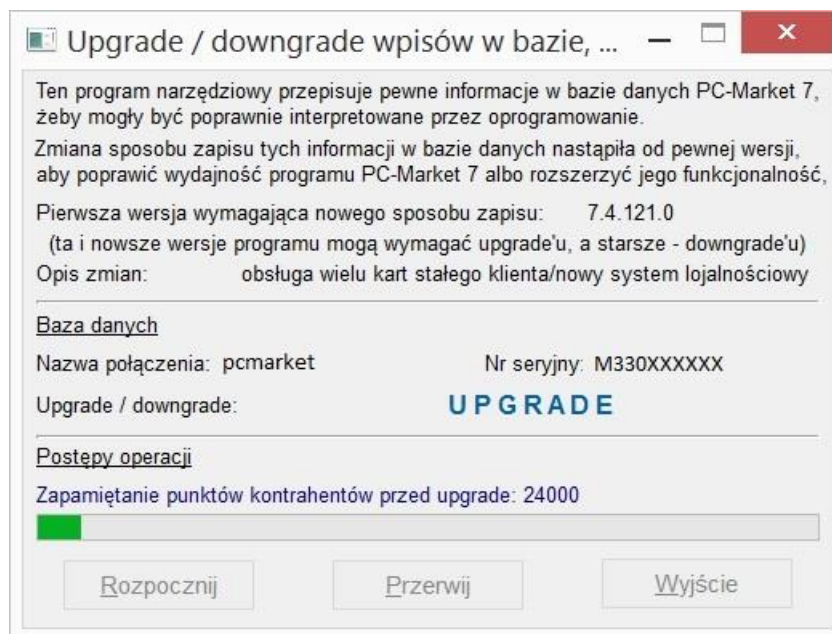 Upgrade / downgrade wpisów w bazie, ...
Ten program narzędziowy przepisuje pewne informacje w bazie danych PC-Market 7,
żeby mogły być poprawnie interpretowane przez oprogramowanie.
Zmiana sposobu zapisu tych informacji w bazie danych nastąpiła od pewnej wersji,
aby poprawić wydajność programu PC-Market 7 albo rozszerzyć jego funkcjonalność,
Pierwsza wersja wymagająca nowego sposobu zapisu: 7.4.121.0
(ta i nowsze wersje programu mogą wymagać upgrade'u, a starsze - downgrade'u)
Opis zmian: obsługa wielu kart stałego klienta/nowy system lojalnościowy
Baza danych
Nazwa połączenia: pcmarket Nr seryjny: M330XXXXXX
Upgrade / downgrade: UPGRADE
Postępy operacji
Zapamiętanie punktów kontrahentów przed upgrade: 24000
Rozpocznij Przerwij Wyjście